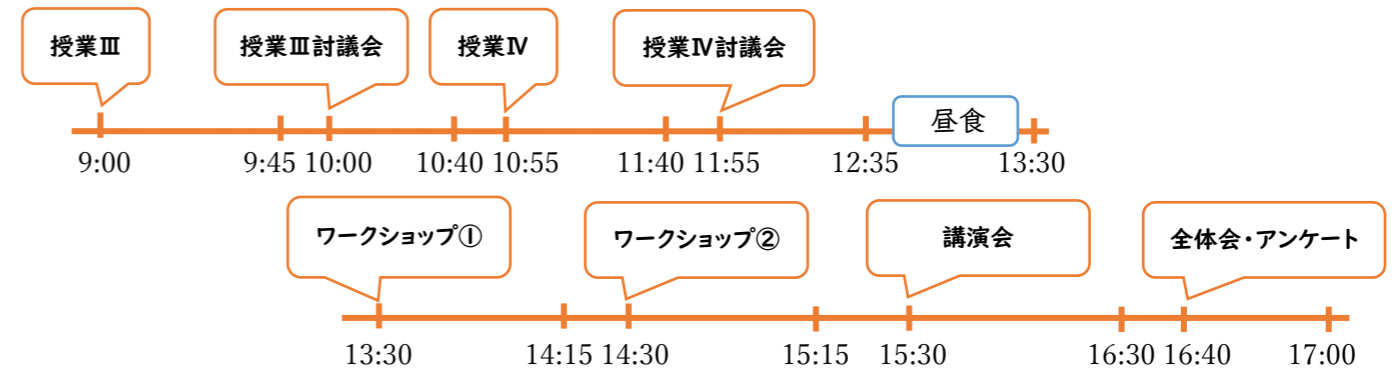 授業Ⅲ 授業Ⅲ討議会 授業Ⅳ 授業Ⅳ討議会
昼食
9:00 9:45 10:00 10:40 10:55 11:40 11:55 12:35 13:30
ワークショップ① ワークショップ② 講演会 全体会・アンケート
13:30 14:15 14:30 15:15 15:30 16:30 16:40 17:00